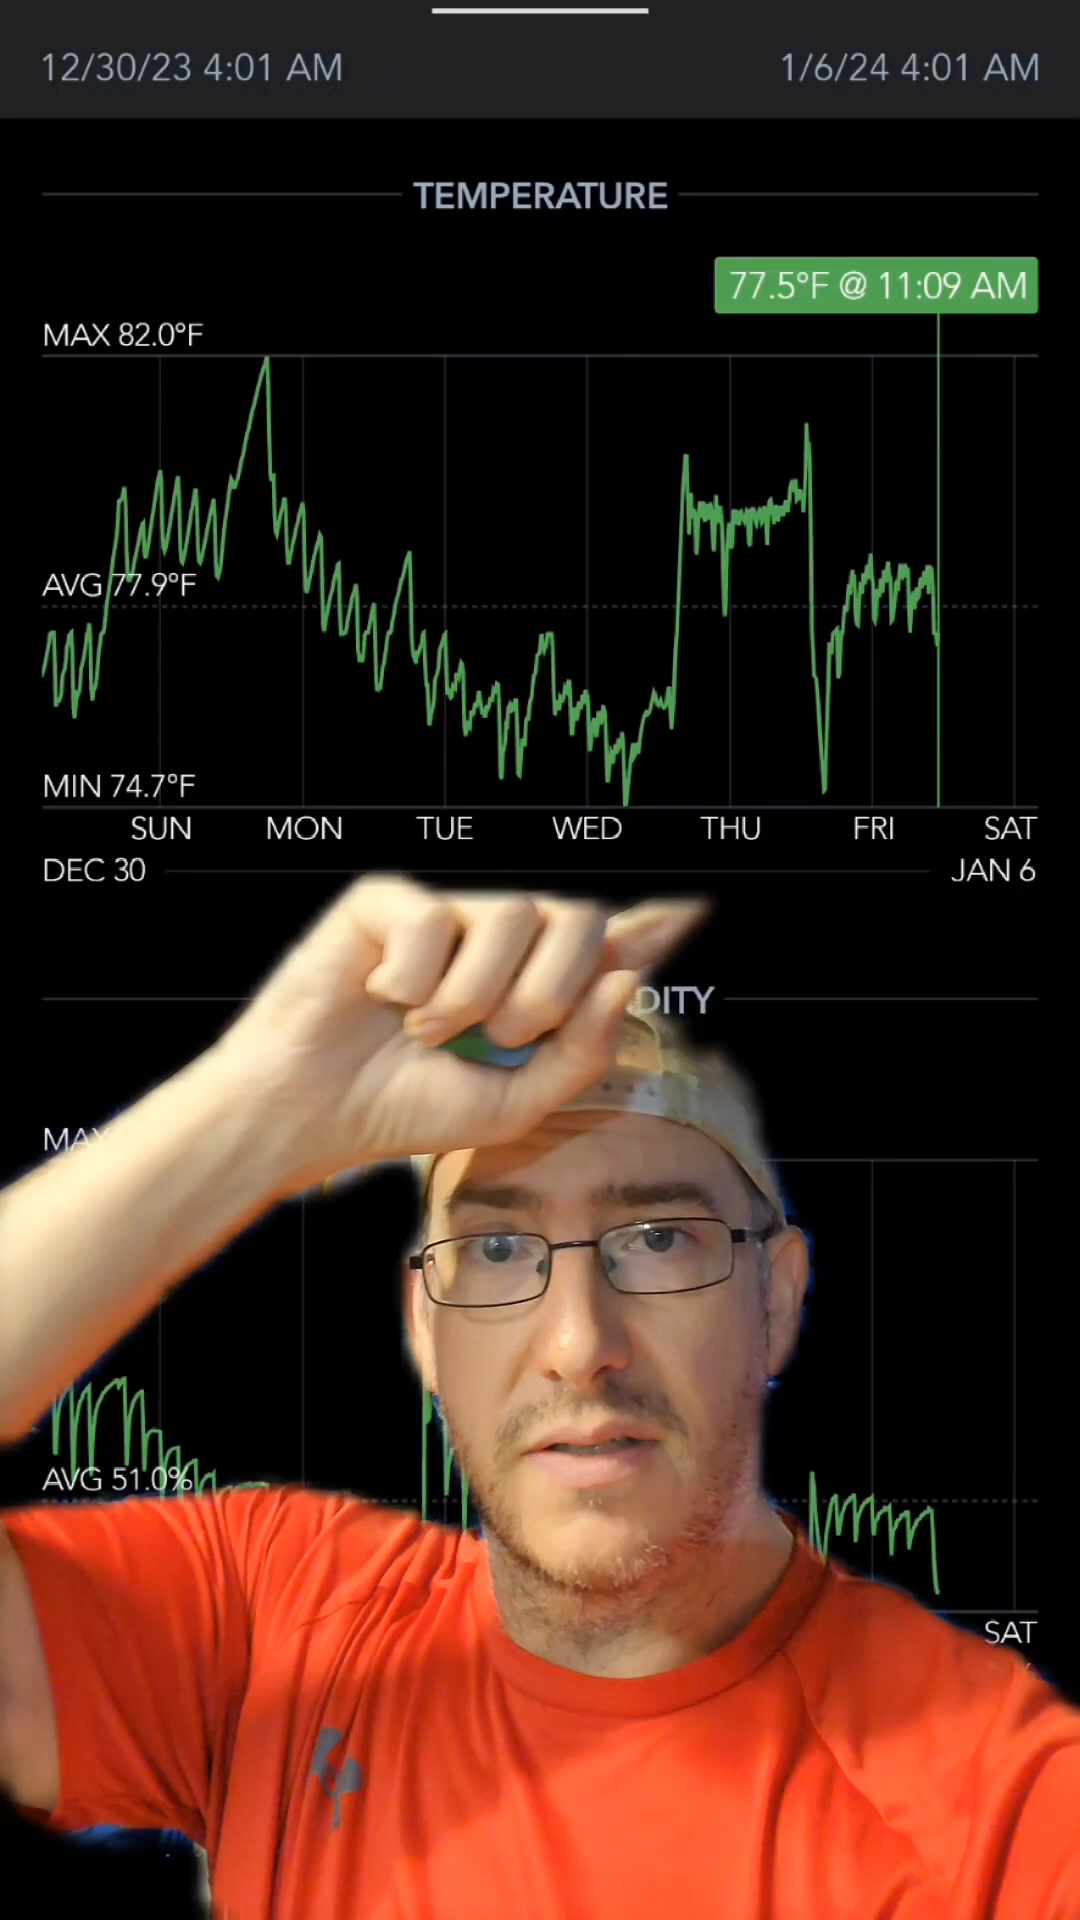 12/30/23 4:01 AM 1/6/24 4:01 AM
TEMPERATURE
77.5°F @ 11:09 AM
MAX 82.0°F
AVG 77.9°F
MIN 74.7°F
SUN MON TUE WED THU FRI SAT
DEC 30 JAN 6
DITY
MAX
AVG 51.0%
SAT